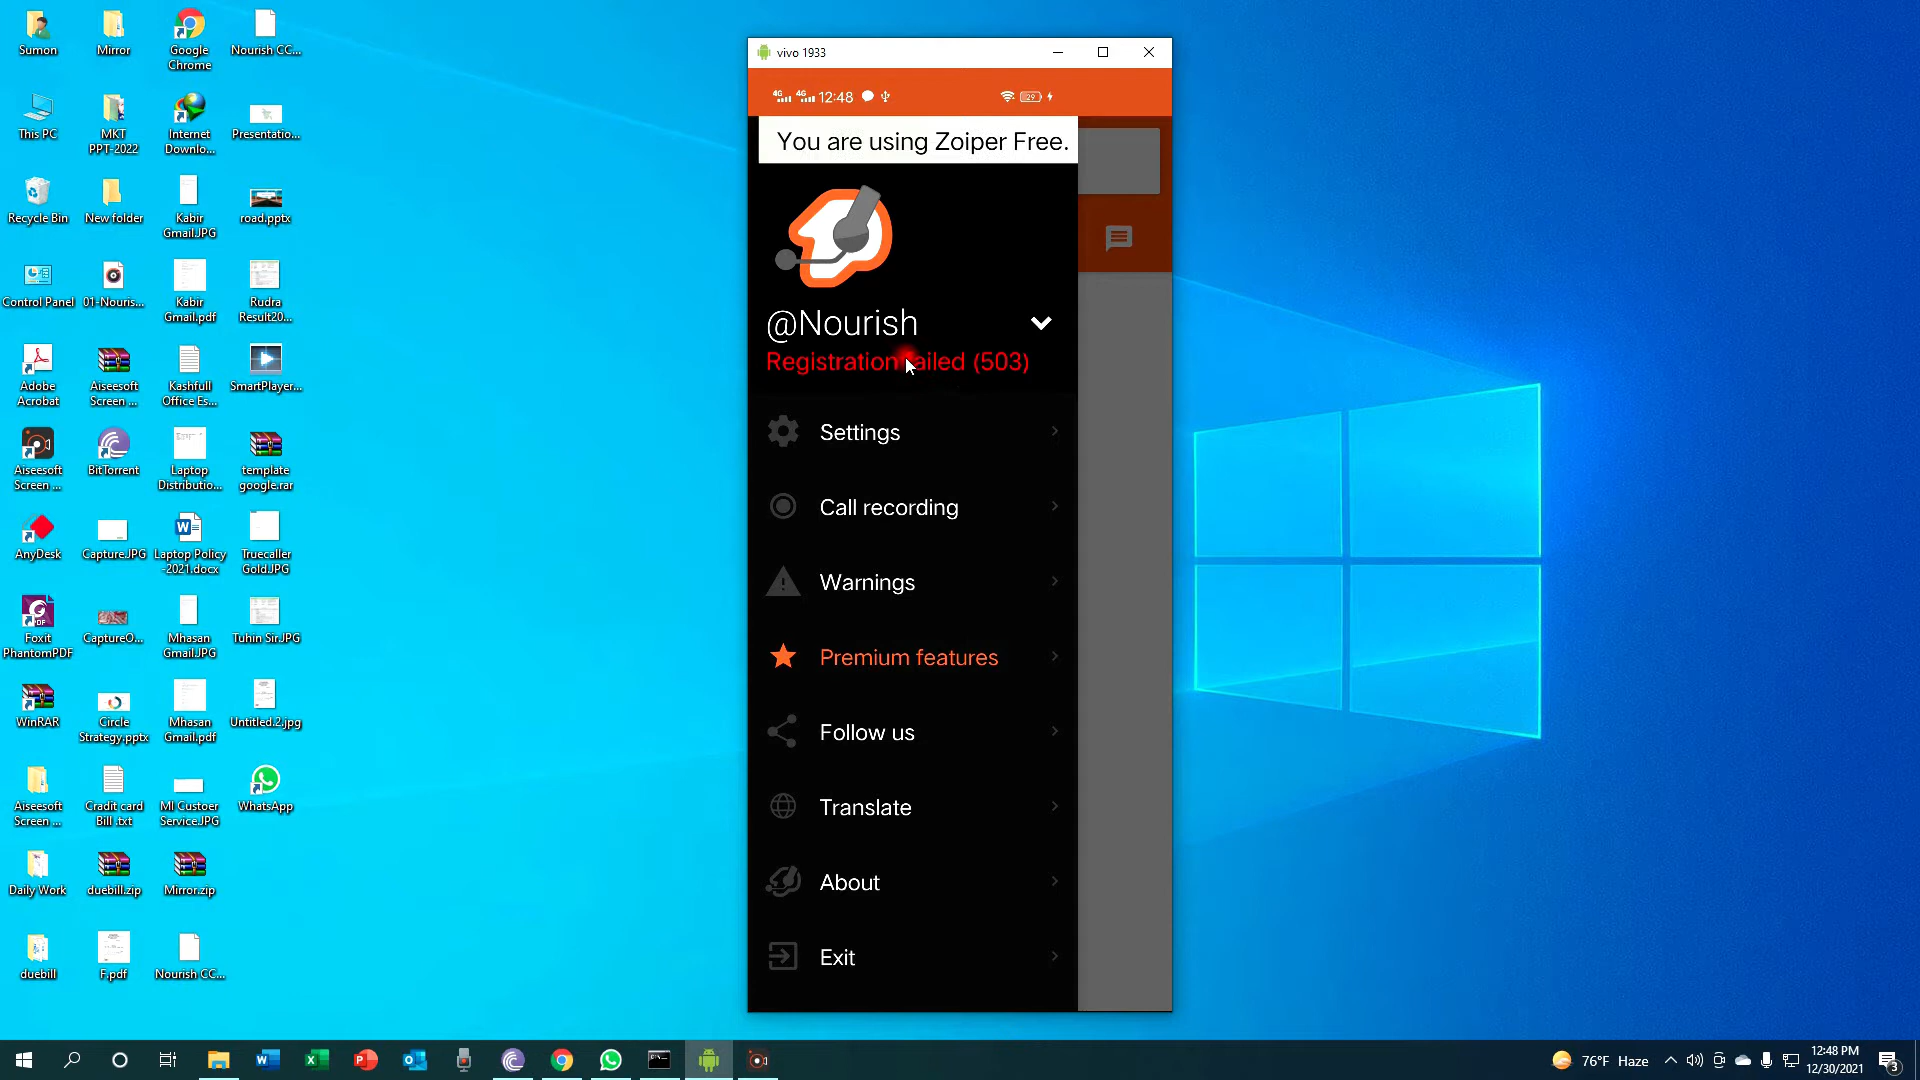 Sumon
Mirror
Google
Chrome
Nourish CC...
This PC
MKT
PPT-2022
Internet
Downlo...
Presentatio...
Recycle Bin
New folder
Kabir
Gmail.JPG
road.pptx
Control Panel
01-Nouris...
Kabir
Gmail.pdf
Rudra
Result20...
Adobe
Acrobat
Aiseesoft
Screen ...
Kashfull
Office Es...
SmartPlayer...
Aiseesoft
Screen ...
BitTorrent
Laptop
Distributio...
template
google.rar
AnyDesk
Capture.JPG
Laptop Policy
-2021.docx
Truecaller
Gold.JPG
Foxit
PhantomPDF
CaptureO...
Mhasan
Gmail.JPG
Tuhin Sir.JPG
WinRAR
Circle
Strategy.pptx
Mhasan
Gmail.pdf
Untitled.2.jpg
Aiseesoft
Screen ...
Cradit card
Bill .txt
MI Custoer
Service.JPG
WhatsApp
Daily Work
duebill.zip
Mirror.zip
duebill
F.pdf
Nourish CC...
vivo 1933
4G 4G 12:48
29
You are using Zoiper Free.
@Nourish
Registration failed (503)
Settings
Call recording
Warnings
Premium features
Follow us
Translate
About
Exit
76°F Haze
12:48 PM
12/30/2021
3